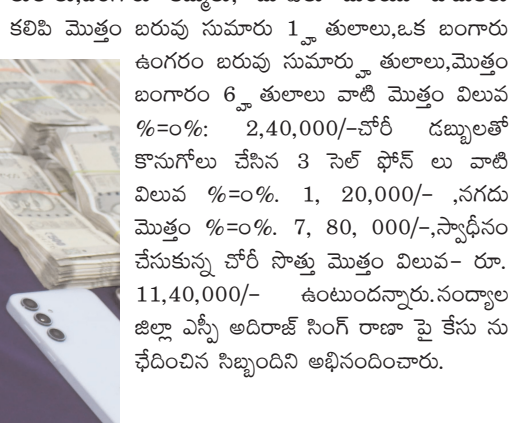 కలిపి మొత్తం బరువు సుమారు 1 హ తులాలు,ఒక బంగారు
ఉంగరం బరువు సుమారు హ తులాలు,మొత్తం
బంగారం 6 హ తులాలు వాటి మొత్తం విలువ
%=o%: 2,40,000/-చోరీ డబ్బులతో
కొనుగోలు చేసిన 3 సెల్ ఫోన్ లు వాటి
విలువ %=o%. 1, 20,000/- ,నగదు
మొత్తం %=o%. 7, 80, 000/-,స్వాధీనం
చేసుకున్న చోరీ సొత్తు మొత్తం విలువ- రూ.
11,40,000/- ఉంటుందన్నారు.నంద్యాల
జిల్లా ఎస్పీ అదిరాజ్ సింగ్ రాణా పై కేసు ను
ఛేదించిన సిబ్బందిని అభినందించారు.